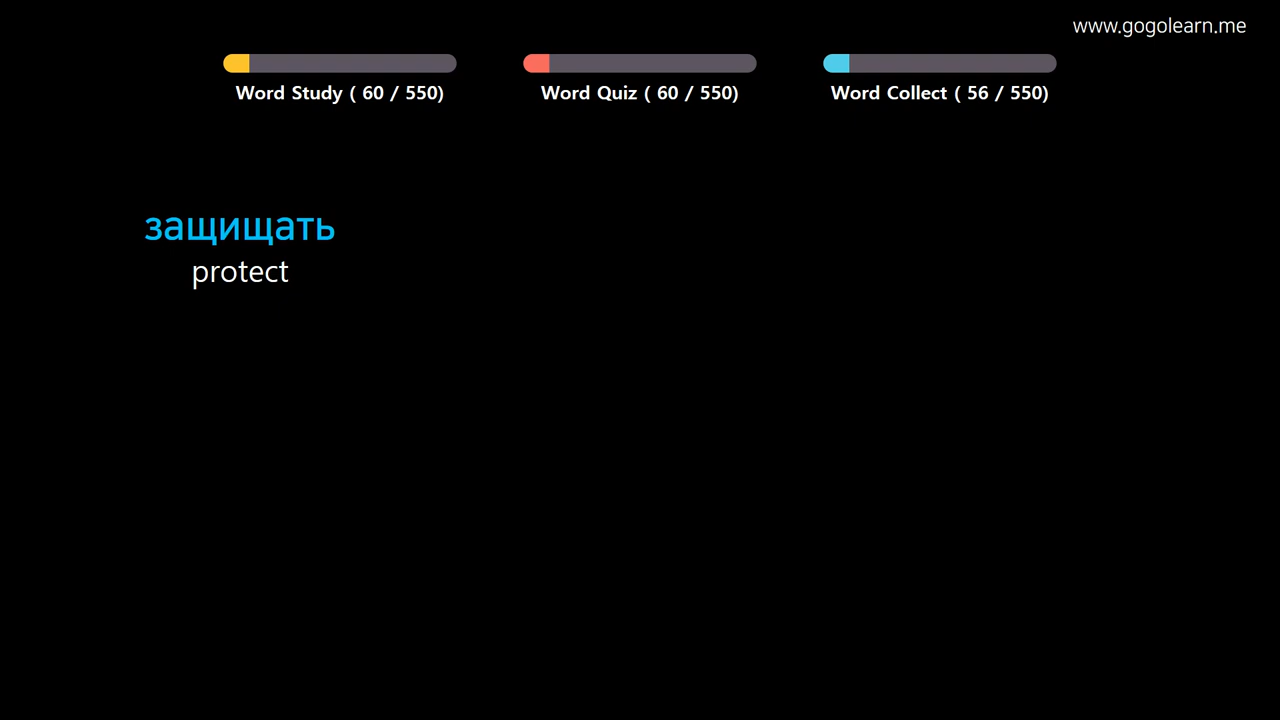 www.gogolearn.me
Word Study ( 60 / 550)
Word Quiz ( 60 / 550)
Word Collect ( 56 / 550)
защищать
protect